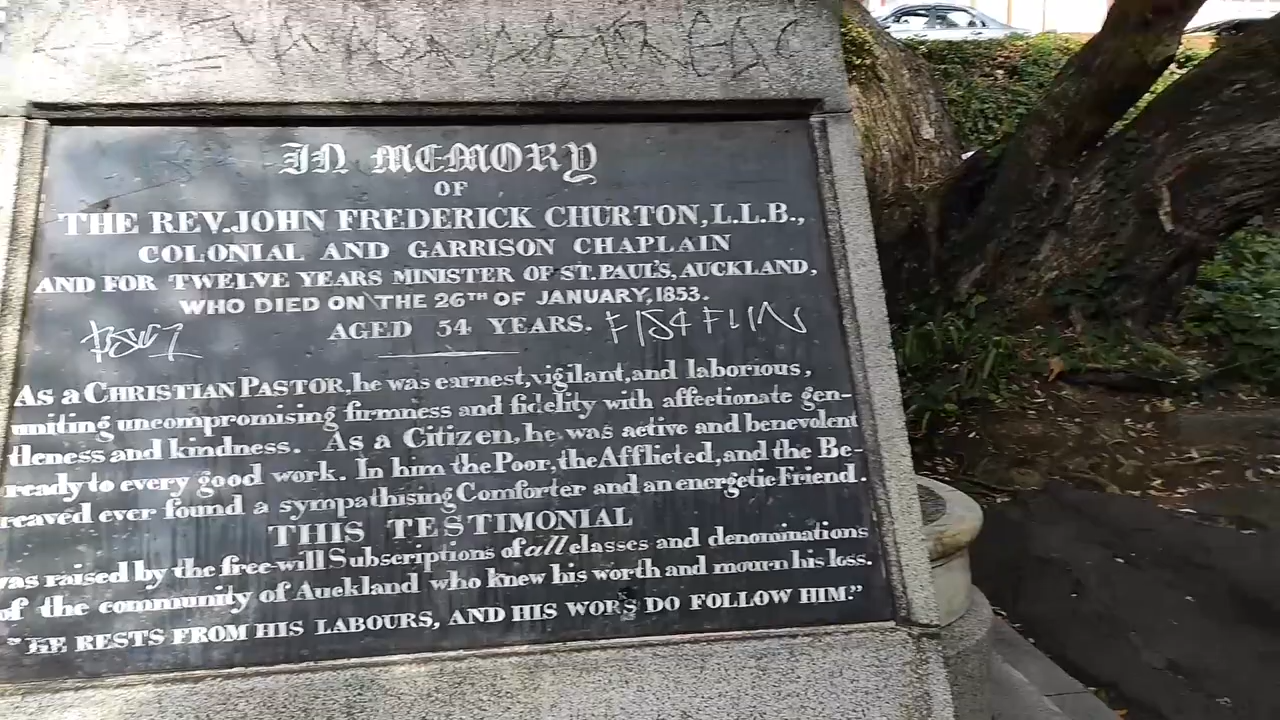 IN MEMORY
OF
THE REV. JOHN FREDERICK CHURTON, L.L.B.,
COLONIAL AND GARRISON CHAPLAIN
AND FOR TWELVE YEARS MINISTER OF ST. PAUL'S, AUCKLAND,
WHO DIED ON THE 26TH OF JANUARY, 1853.
AGED 54 YEARS.
As a CHRISTIAN PASTOR, he was earnest, vigilant, and laborious,
uniting uncompromising firmness and fidelity with affectionate gen-
tleness and kindness. As a Citizen, he was active and benevolent
ready to every good work. In him the Poor, the Afflicted, and the Be-
reaved ever found a sympathising Comforter and an energetic Friend.
THIS TESTIMONIAL
was raised by the free-will Subscriptions of all classes and denominations
of the community of Auckland who knew his worth and mourn his loss.
"HE RESTS FROM HIS LABOURS, AND HIS WORS DO FOLLOW HIM."